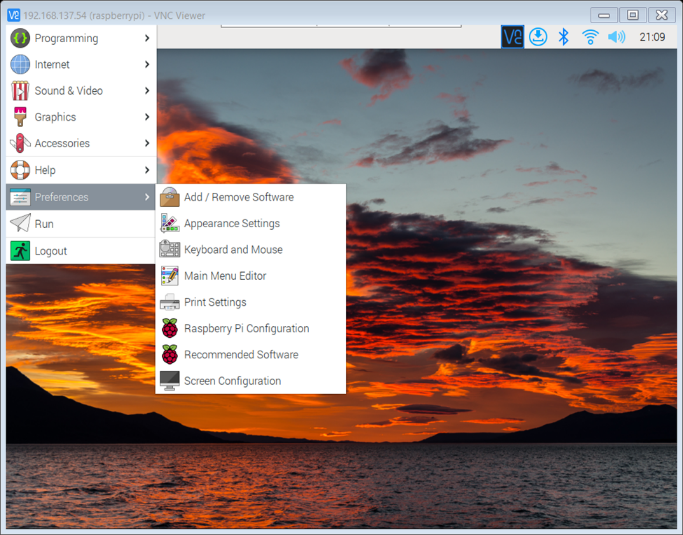 192.168.137.54 (raspberrypi) - VNC Viewer
21:09
Programming
Internet
Sound & Video
Graphics
Accessories
Help
Preferences
Run
Logout
Add / Remove Software
Appearance Settings
Keyboard and Mouse
Main Menu Editor
Print Settings
Raspberry Pi Configuration
Recommended Software
Screen Configuration